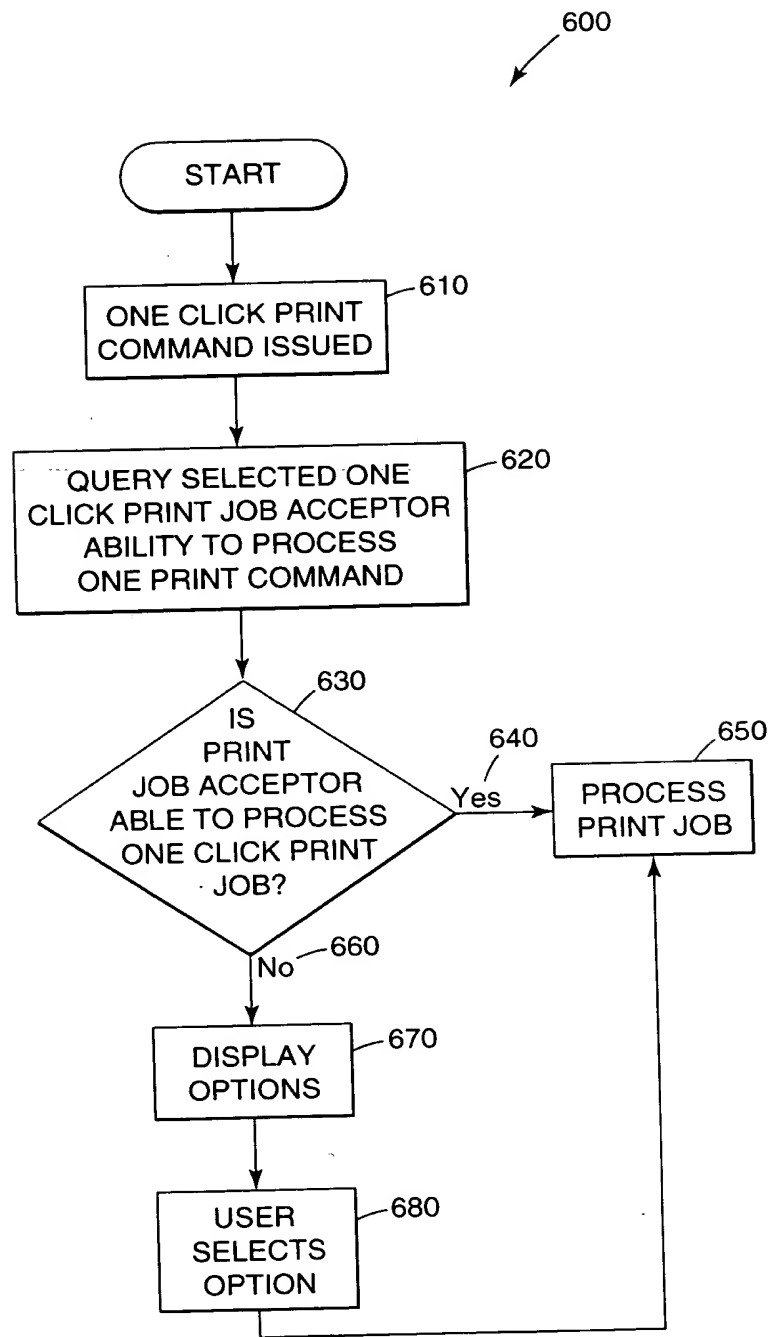 600
START
610
ONE CLICK PRINT
COMMAND ISSUED
620
QUERY SELECTED ONE
CLICK PRINT JOB ACCEPTOR
ABILITY TO PROCESS
ONE PRINT COMMAND
630
IS
PRINT
JOB ACCEPTOR
ABLE TO PROCESS
ONE CLICK PRINT
JOB?
640
Yes
650
PROCESS
PRINT JOB
660
No
670
DISPLAY
OPTIONS
680
USER
SELECTS
OPTION